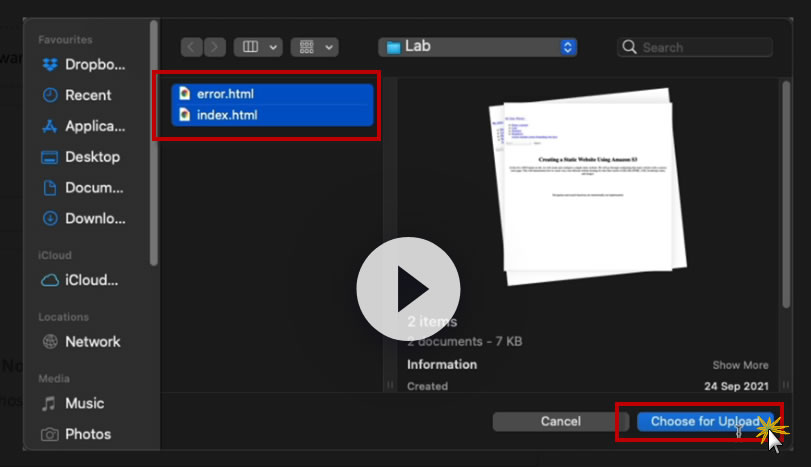 Favourites
Dropbo...
Recent
Applica...
Desktop
Docum...
Downlo...
iCloud
iCloud...
Locations
Network
Media
Music
Photos
Lab
Search
error.html
index.html
Creating a Static Website Using Amazon S3
2 items
2 documents - 7 KB
Information
Show More
Created
24 Sep 2021
Cancel
Choose for Upload